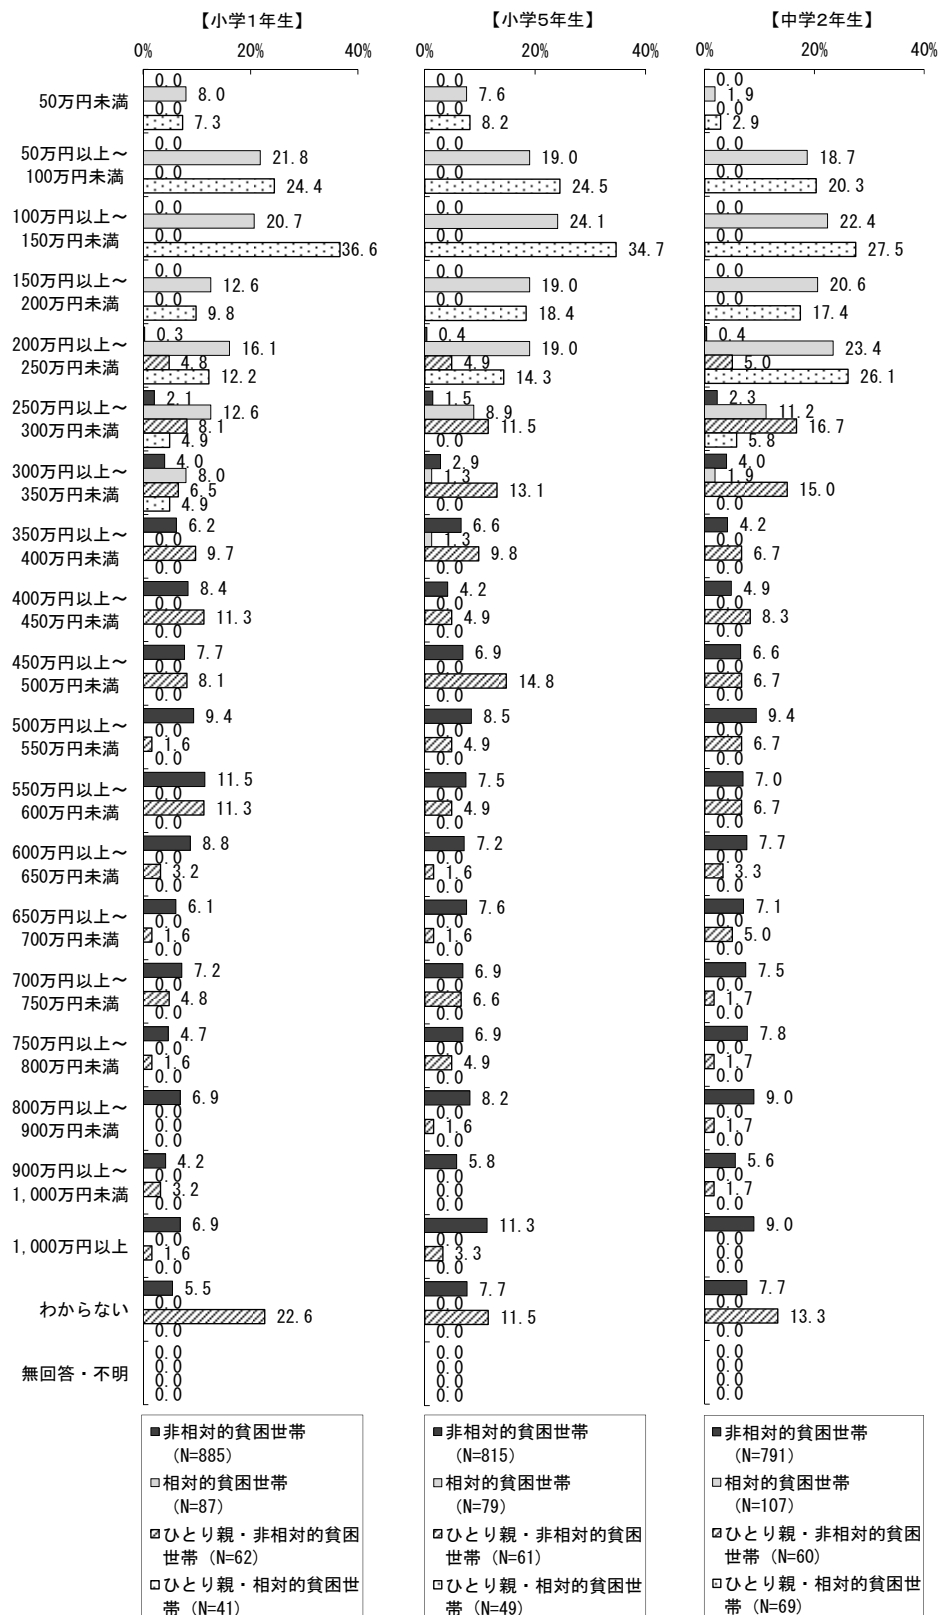 【小学１年生】 【小学５年生】 【中学２年生】
0% 20% 40% 0% 20% 40% 0% 20% 40%
50万円未満
0.0 0.0 0.0
8.0 7.6 1.9
0.0 0.0 0.0
7.3 8.2 2.9
50万円以上～
100万円未満
0.0 0.0 0.0
21.8 19.0 18.7
0.0 0.0 0.0
24.4 24.5 20.3
100万円以上～
150万円未満
0.0 0.0 0.0
20.7 24.1 22.4
0.0 0.0 0.0
36.6 34.7 27.5
150万円以上～
200万円未満
0.0 0.0 0.0
12.6 19.0 20.6
0.0 0.0 0.0
9.8 18.4 17.4
200万円以上～
250万円未満
0.3 0.4 0.4
16.1 19.0 23.4
4.8 4.9 5.0
12.2 14.3 26.1
250万円以上～
300万円未満
2.1 1.5 2.3
12.6 8.9 11.2
8.1 11.5 16.7
4.9 0.0 5.8
300万円以上～
350万円未満
4.0 2.9 4.0
8.0 1.3 1.9
6.5 13.1 15.0
4.9 0.0 0.0
350万円以上～
400万円未満
6.2 6.6 4.2
0.0 1.3 0.0
9.7 9.8 6.7
0.0 0.0 0.0
400万円以上～
450万円未満
8.4 4.2 4.9
0.0 0.0 0.0
11.3 4.9 8.3
0.0 0.0 0.0
450万円以上～
500万円未満
7.7 6.9 6.6
0.0 0.0 0.0
8.1 14.8 6.7
0.0 0.0 0.0
500万円以上～
550万円未満
9.4 8.5 9.4
0.0 0.0 0.0
1.6 4.9 6.7
0.0 0.0 0.0
550万円以上～
600万円未満
11.5 7.5 7.0
0.0 0.0 0.0
11.3 4.9 6.7
0.0 0.0 0.0
600万円以上～
650万円未満
8.8 7.2 7.7
0.0 0.0 0.0
3.2 1.6 3.3
0.0 0.0 0.0
650万円以上～
700万円未満
6.1 7.6 7.1
0.0 0.0 0.0
1.6 1.6 5.0
0.0 0.0 0.0
700万円以上～
750万円未満
7.2 6.9 7.5
0.0 0.0 0.0
4.8 6.6 1.7
0.0 0.0 0.0
750万円以上～
800万円未満
4.7 6.9 7.8
0.0 0.0 0.0
1.6 4.9 1.7
0.0 0.0 0.0
800万円以上～
900万円未満
6.9 8.2 9.0
0.0 0.0 0.0
0.0 1.6 1.7
0.0 0.0 0.0
900万円以上～
1,000万円未満
4.2 5.8 5.6
0.0 0.0 0.0
3.2 0.0 1.7
0.0 0.0 0.0
1,000万円以上
6.9 11.3 9.0
0.0 0.0 0.0
1.6 3.3 0.0
0.0 0.0 0.0
わからない
5.5 7.7 7.7
0.0 0.0 0.0
22.6 11.5 13.3
0.0 0.0 0.0
無回答・不明
0.0 0.0 0.0
0.0 0.0 0.0
0.0 0.0 0.0
0.0 0.0 0.0
非相対的貧困世帯
（N=885）
相対的貧困世帯
（N=87）
ひとり親・非相対的貧困
世帯（N=62）
ひとり親・相対的貧困世
帯（N=41）
非相対的貧困世帯
（N=815）
相対的貧困世帯
（N=79）
ひとり親・非相対的貧困
世帯（N=61）
ひとり親・相対的貧困世
帯（N=49）
非相対的貧困世帯
（N=791）
相対的貧困世帯
（N=107）
ひとり親・非相対的貧困
世帯（N=60）
ひとり親・相対的貧困世
帯（N=69）